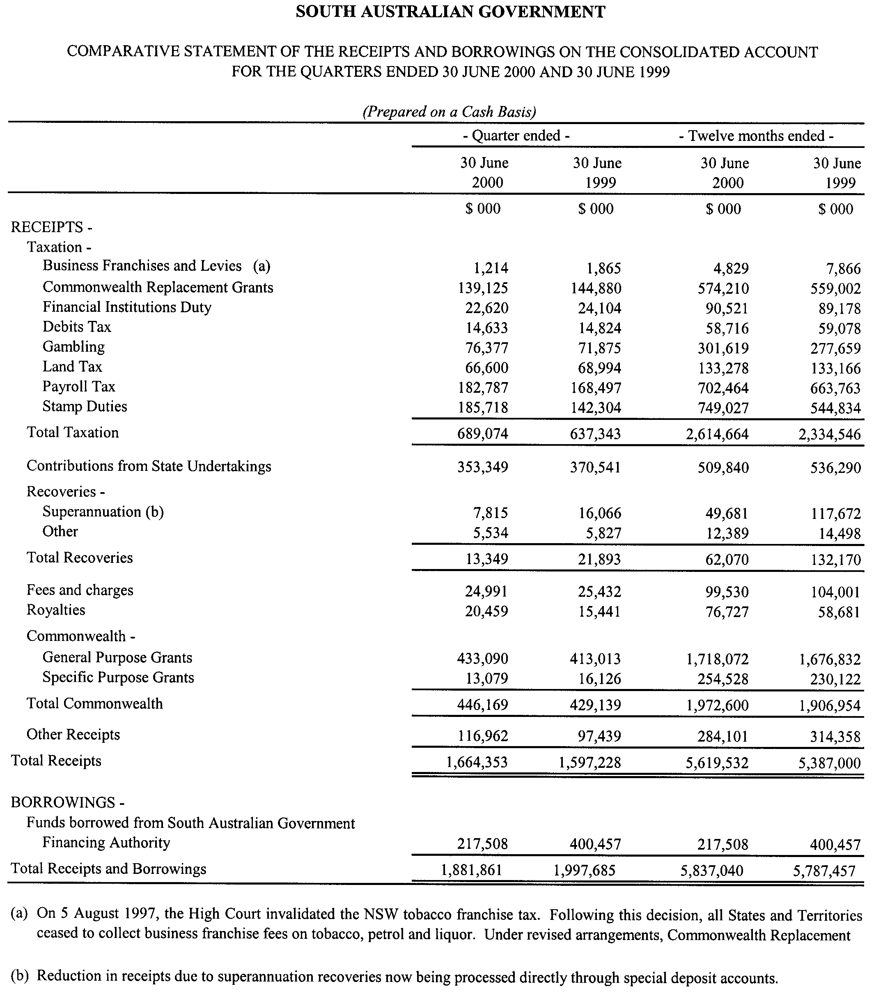 SOUTH AUSTRALIAN GOVERNMENT
COMPARATIVE STATEMENT OF THE RECEIPTS AND BORROWINGS ON THE CONSOLIDATED ACCOUNT
FOR THE QUARTERS ENDED 30 JUNE 2000 AND 30 JUNE 1999
(Prepared on a Cash Basis)
- Quarter ended - - Twelve months ended -
30 June 30 June 30 June 30 June
2000 1999 2000 1999
$ 000 $ 000 $ 000 $ 000
RECEIPTS -
Taxation -
Business Franchises and Levies (a) 1,214 1,865 4,829 7,866
Commonwealth Replacement Grants 139,125 144,880 574,210 559,002
Financial Institutions Duty 22,620 24,104 90,521 89,178
Debits Tax 14,633 14,824 58,716 59,078
Gambling 76,377 71,875 301,619 277,659
Land Tax 66,600 68,994 133,278 133,166
Payroll Tax 182,787 168,497 702,464 663,763
Stamp Duties 185,718 142,304 749,027 544,834
Total Taxation 689,074 637,343 2,614,664 2,334,546
Contributions from State Undertakings 353,349 370,541 509,840 536,290
Recoveries -
Superannuation (b) 7,815 16,066 49,681 117,672
Other 5,534 5,827 12,389 14,498
Total Recoveries 13,349 21,893 62,070 132,170
Fees and charges 24,991 25,432 99,530 104,001
Royalties 20,459 15,441 76,727 58,681
Commonwealth -
General Purpose Grants 433,090 413,013 1,718,072 1,676,832
Specific Purpose Grants 13,079 16,126 254,528 230,122
Total Commonwealth 446,169 429,139 1,972,600 1,906,954
Other Receipts 116,962 97,439 284,101 314,358
Total Receipts 1,664,353 1,597,228 5,619,532 5,387,000
BORROWINGS -
Funds borrowed from South Australian Government
Financing Authority 217,508 400,457 217,508 400,457
Total Receipts and Borrowings 1,881,861 1,997,685 5,837,040 5,787,457
(a) On 5 August 1997, the High Court invalidated the NSW tobacco franchise tax. Following this decision, all States and Territories
ceased to collect business franchise fees on tobacco, petrol and liquor. Under revised arrangements, Commonwealth Replacement
(b) Reduction in receipts due to superannuation recoveries now being processed directly through special deposit accounts.